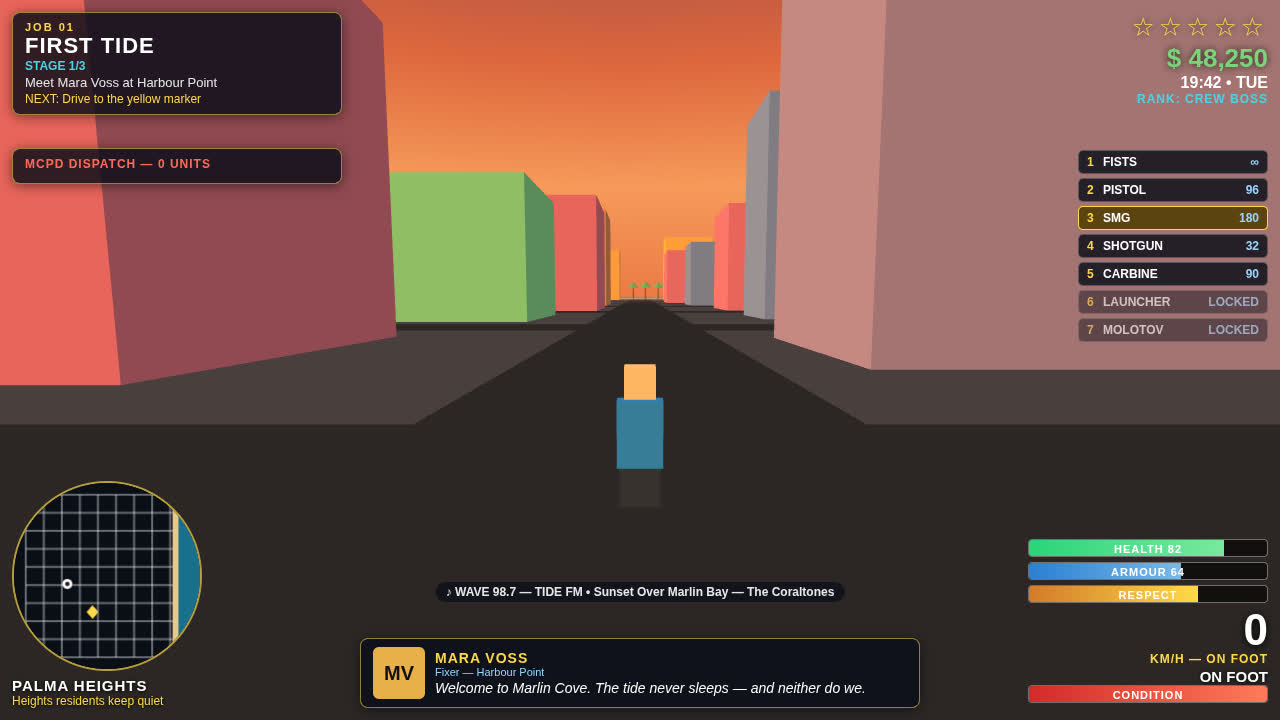 JOB 01
FIRST TIDE
STAGE 1/3
Meet Mara Voss at Harbour Point
NEXT: Drive to the yellow marker
MCPD DISPATCH — 0 UNITS
☆☆☆☆☆
$ 48,250
19:42 • TUE
RANK: CREW BOSS
1 FISTS ∞
2 PISTOL 96
3 SMG 180
4 SHOTGUN 32
5 CARBINE 90
6 LAUNCHER LOCKED
7 MOLOTOV LOCKED
HEALTH 82
ARMOUR 64
RESPECT
0
KM/H — ON FOOT
ON FOOT
CONDITION
♪ WAVE 98.7 — TIDE FM • Sunset Over Marlin Bay — The Coraltones
MV
MARA VOSS
Fixer — Harbour Point
Welcome to Marlin Cove. The tide never sleeps — and neither do we.
PALMA HEIGHTS
Heights residents keep quiet